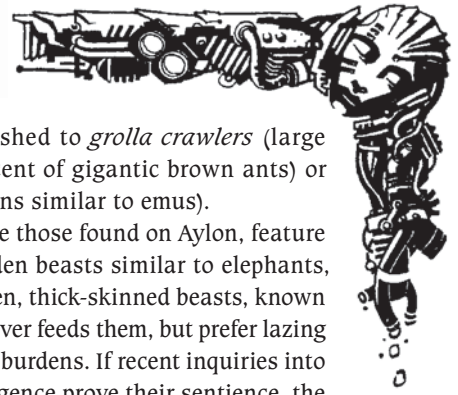 shed to grolla crawlers (large
tent of gigantic brown ants) or
ns similar to emus).
e those found on Aylon, feature
den beasts similar to elephants,
en, thick-skinned beasts, known
ver feeds them, but prefer lazing
burdens. If recent inquiries into
gence prove their sentience, the